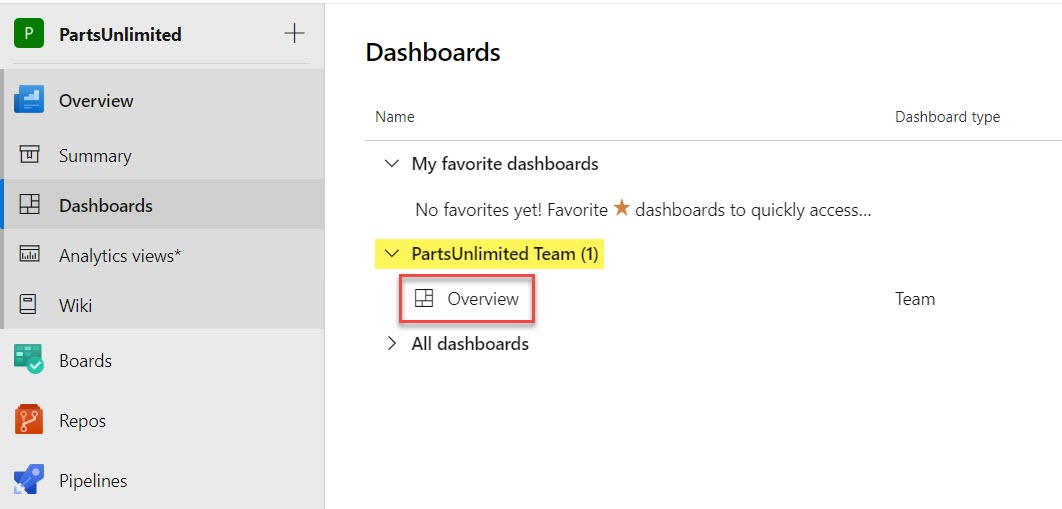 P PartsUnlimited
Overview
Summary
Dashboards
Analytics views*
Wiki
Boards
Repos
Pipelines
Dashboards
Name Dashboard type
My favorite dashboards
No favorites yet! Favorite ★ dashboards to quickly access...
PartsUnlimited Team (1)
Overview Team
All dashboards